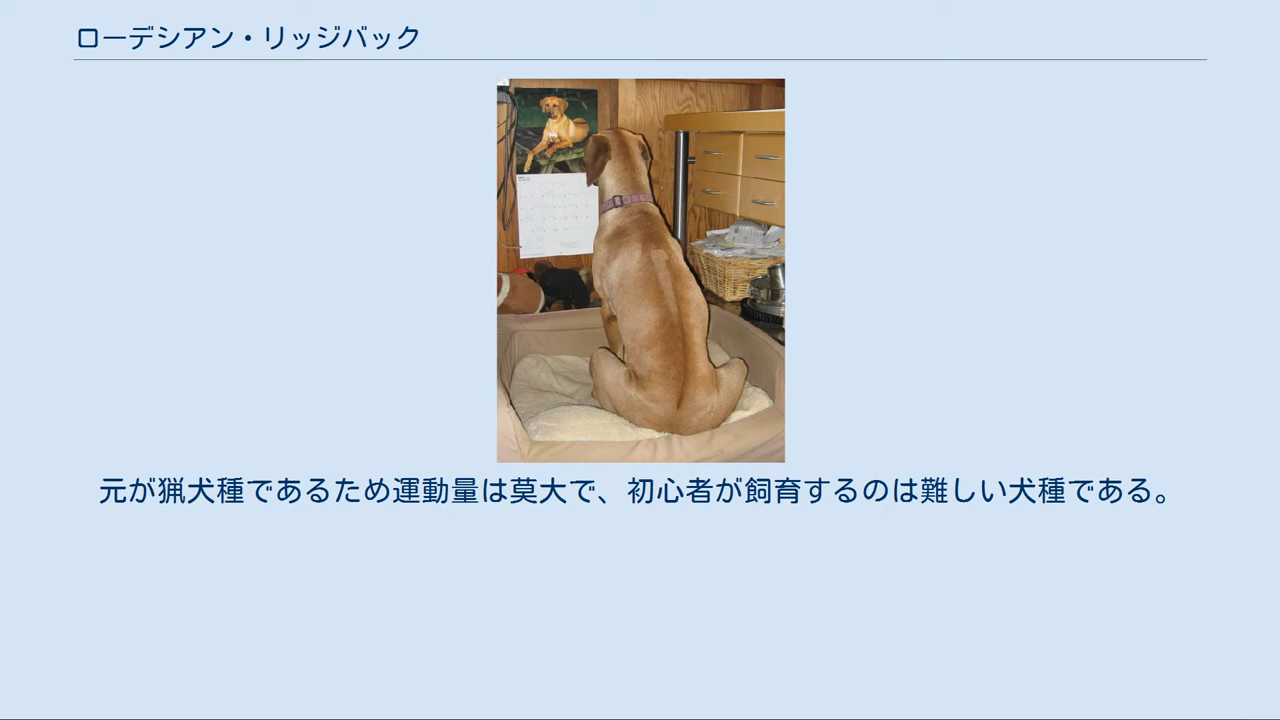 ローデシアン・リッジバック
元が猟犬種であるため運動量は莫大で、初心者が飼育するのは難しい犬種である。